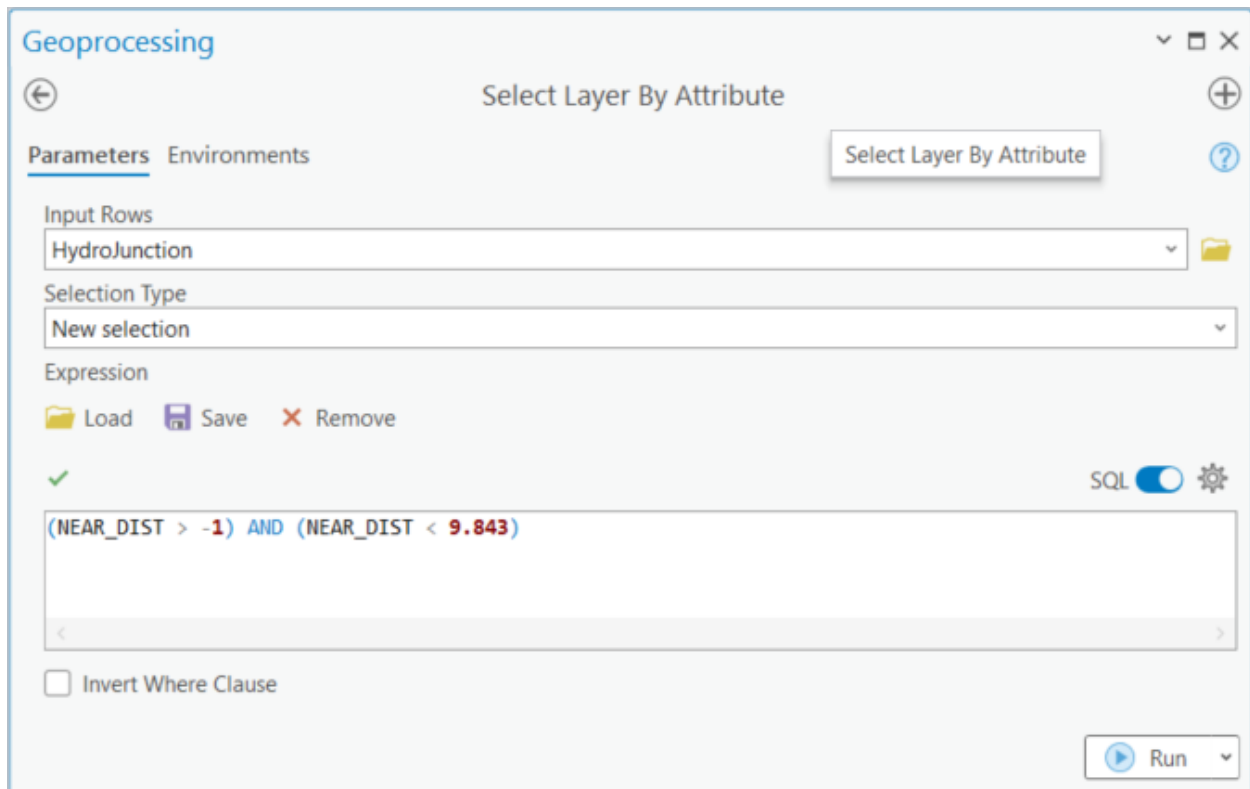 Geoprocessing
Select Layer By Attribute
Parameters Environments
Select Layer By Attribute
Input Rows
HydroJunction
Selection Type
New selection
Expression
Load Save Remove
SQL
(NEAR_DIST > -1) AND (NEAR_DIST < 9.843)
Invert Where Clause
Run